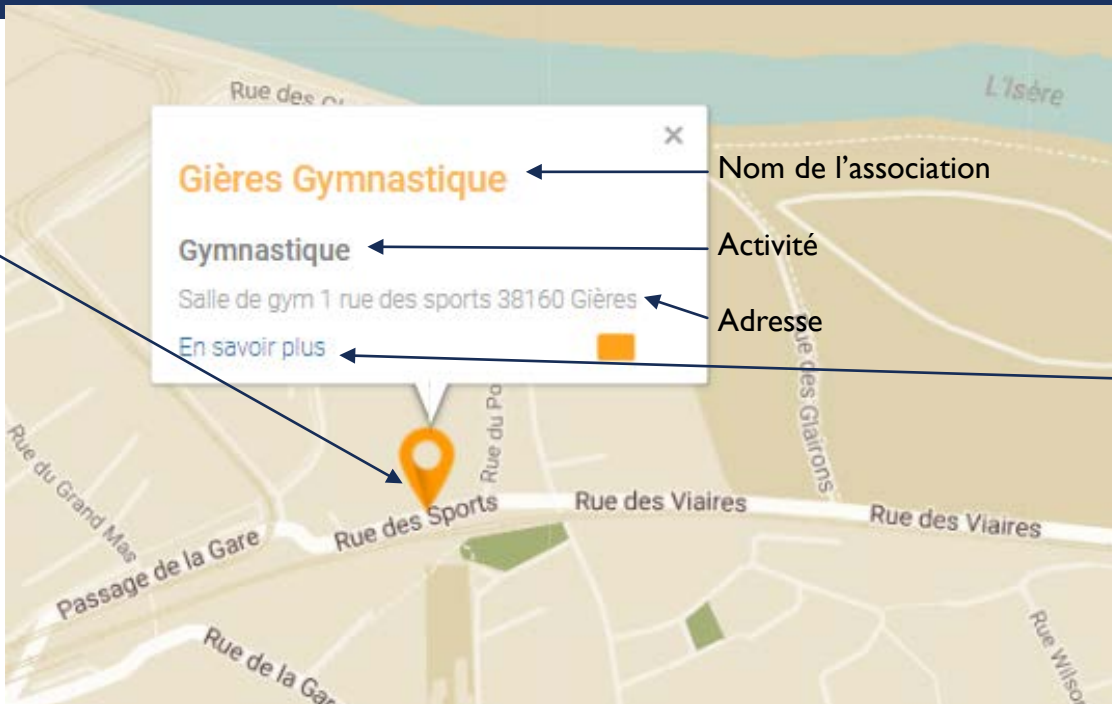 L'Isère
Rue des
×
Gières Gymnastique
Nom de l'association
Gymnastique
Activité
Salle de gym 1 rue des sports 38160 Gières
Adresse
En savoir plus
Rue des Glairons
Rue du Po
Rue du Grand Mas
Rue des Sports
Rue des Viaires
Rue des Viaires
Passage de la Gare
Rue de la Gar
Rue Wilson